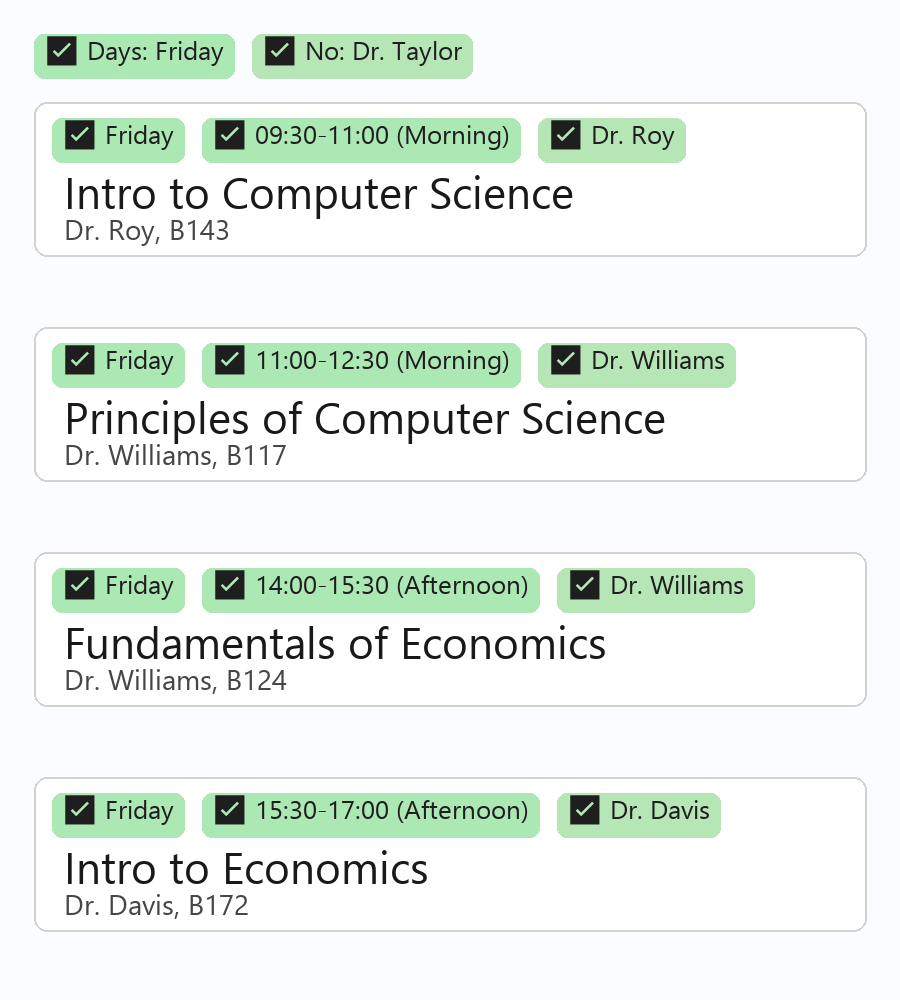 Days: Friday No: Dr. Taylor
Friday 09:30-11:00 (Morning) Dr. Roy
Intro to Computer Science
Dr. Roy, B143
Friday 11:00-12:30 (Morning) Dr. Williams
Principles of Computer Science
Dr. Williams, B117
Friday 14:00-15:30 (Afternoon) Dr. Williams
Fundamentals of Economics
Dr. Williams, B124
Friday 15:30-17:00 (Afternoon) Dr. Davis
Intro to Economics
Dr. Davis, B172